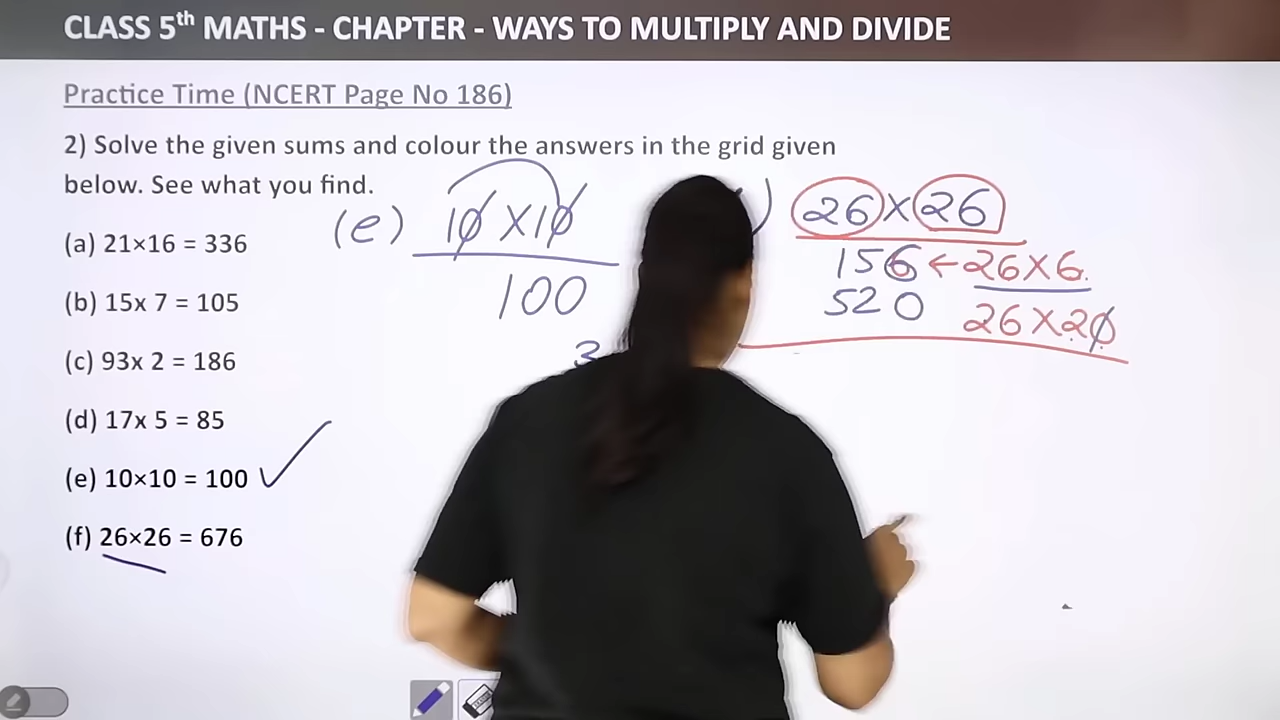 CLASS 5th MATHS - CHAPTER - WAYS TO MULTIPLY AND DIVIDE
Practice Time (NCERT Page No 186)
2) Solve the given sums and colour the answers in the grid given
below. See what you find.
(a) 21×16 = 336
(b) 15x 7 = 105
(c) 93x 2 = 186
(d) 17x 5 = 85
(e) 10×10 = 100
(f) 26×26 = 676
(e) 10 × 10
100
3
) 26 × 26
156 ← 26 × 6
520 26 × 20